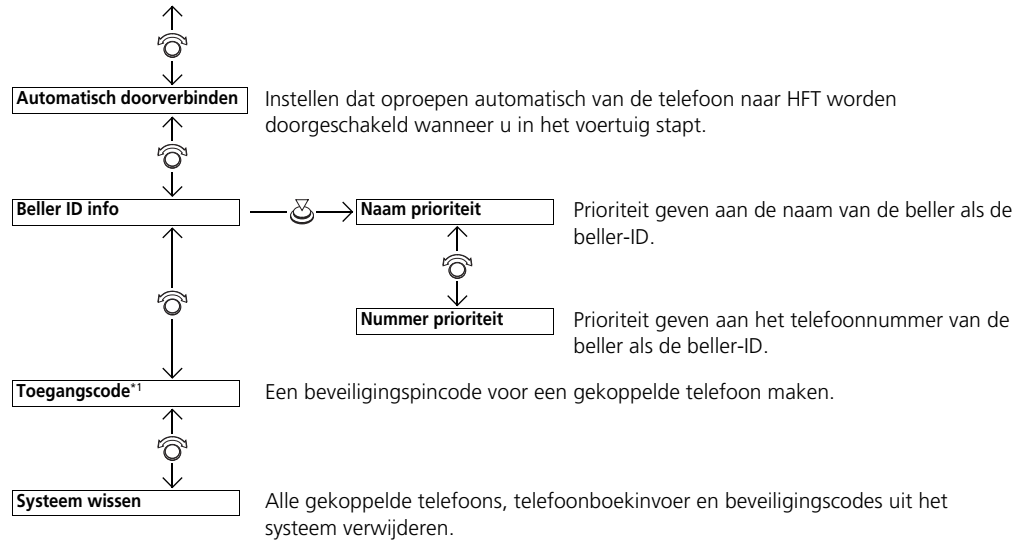 Automatisch doorverbinden
Instellen dat oproepen automatisch van de telefoon naar HFT worden
doorgeschakeld wanneer u in het voertuig stapt.
Beller ID info
Naam prioriteit
Prioriteit geven aan de naam van de beller als de
beller-ID.
Nummer prioriteit
Prioriteit geven aan het telefoonnummer van de
beller als de beller-ID.
Toegangscode*1
Een beveiligingspincode voor een gekoppelde telefoon maken.
Systeem wissen
Alle gekoppelde telefoons, telefoonboekinvoer en beveiligingscodes uit het
systeem verwijderen.